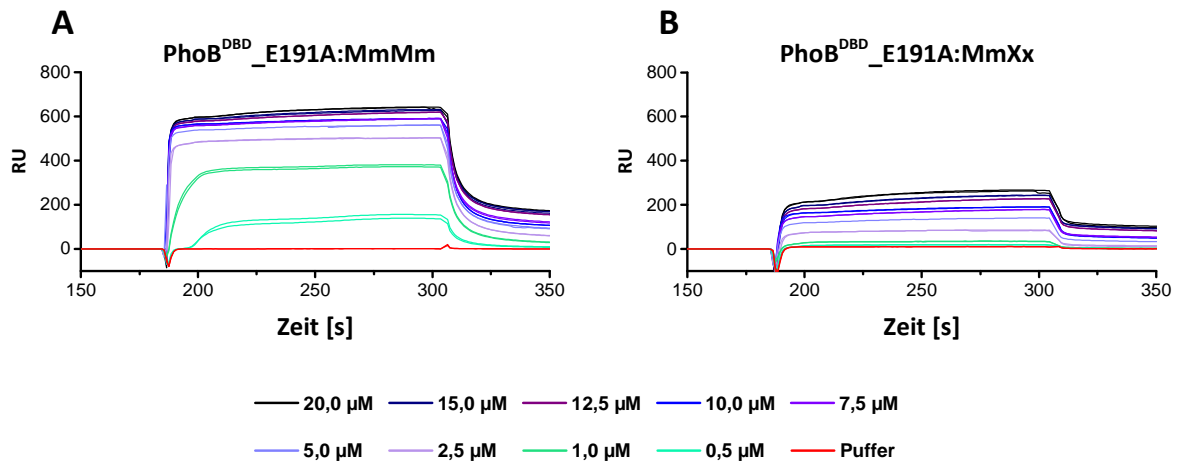 A
PhoB^DBD_E191A:MmMm
RU
800
600
400
200
0
150
200
250
300
350
Zeit [s]
B
PhoB^DBD_E191A:MmXx
RU
800
600
400
200
0
150
200
250
300
350
Zeit [s]
20,0 µM 15,0 µM 12,5 µM 10,0 µM 7,5 µM
5,0 µM 2,5 µM 1,0 µM 0,5 µM Puffer